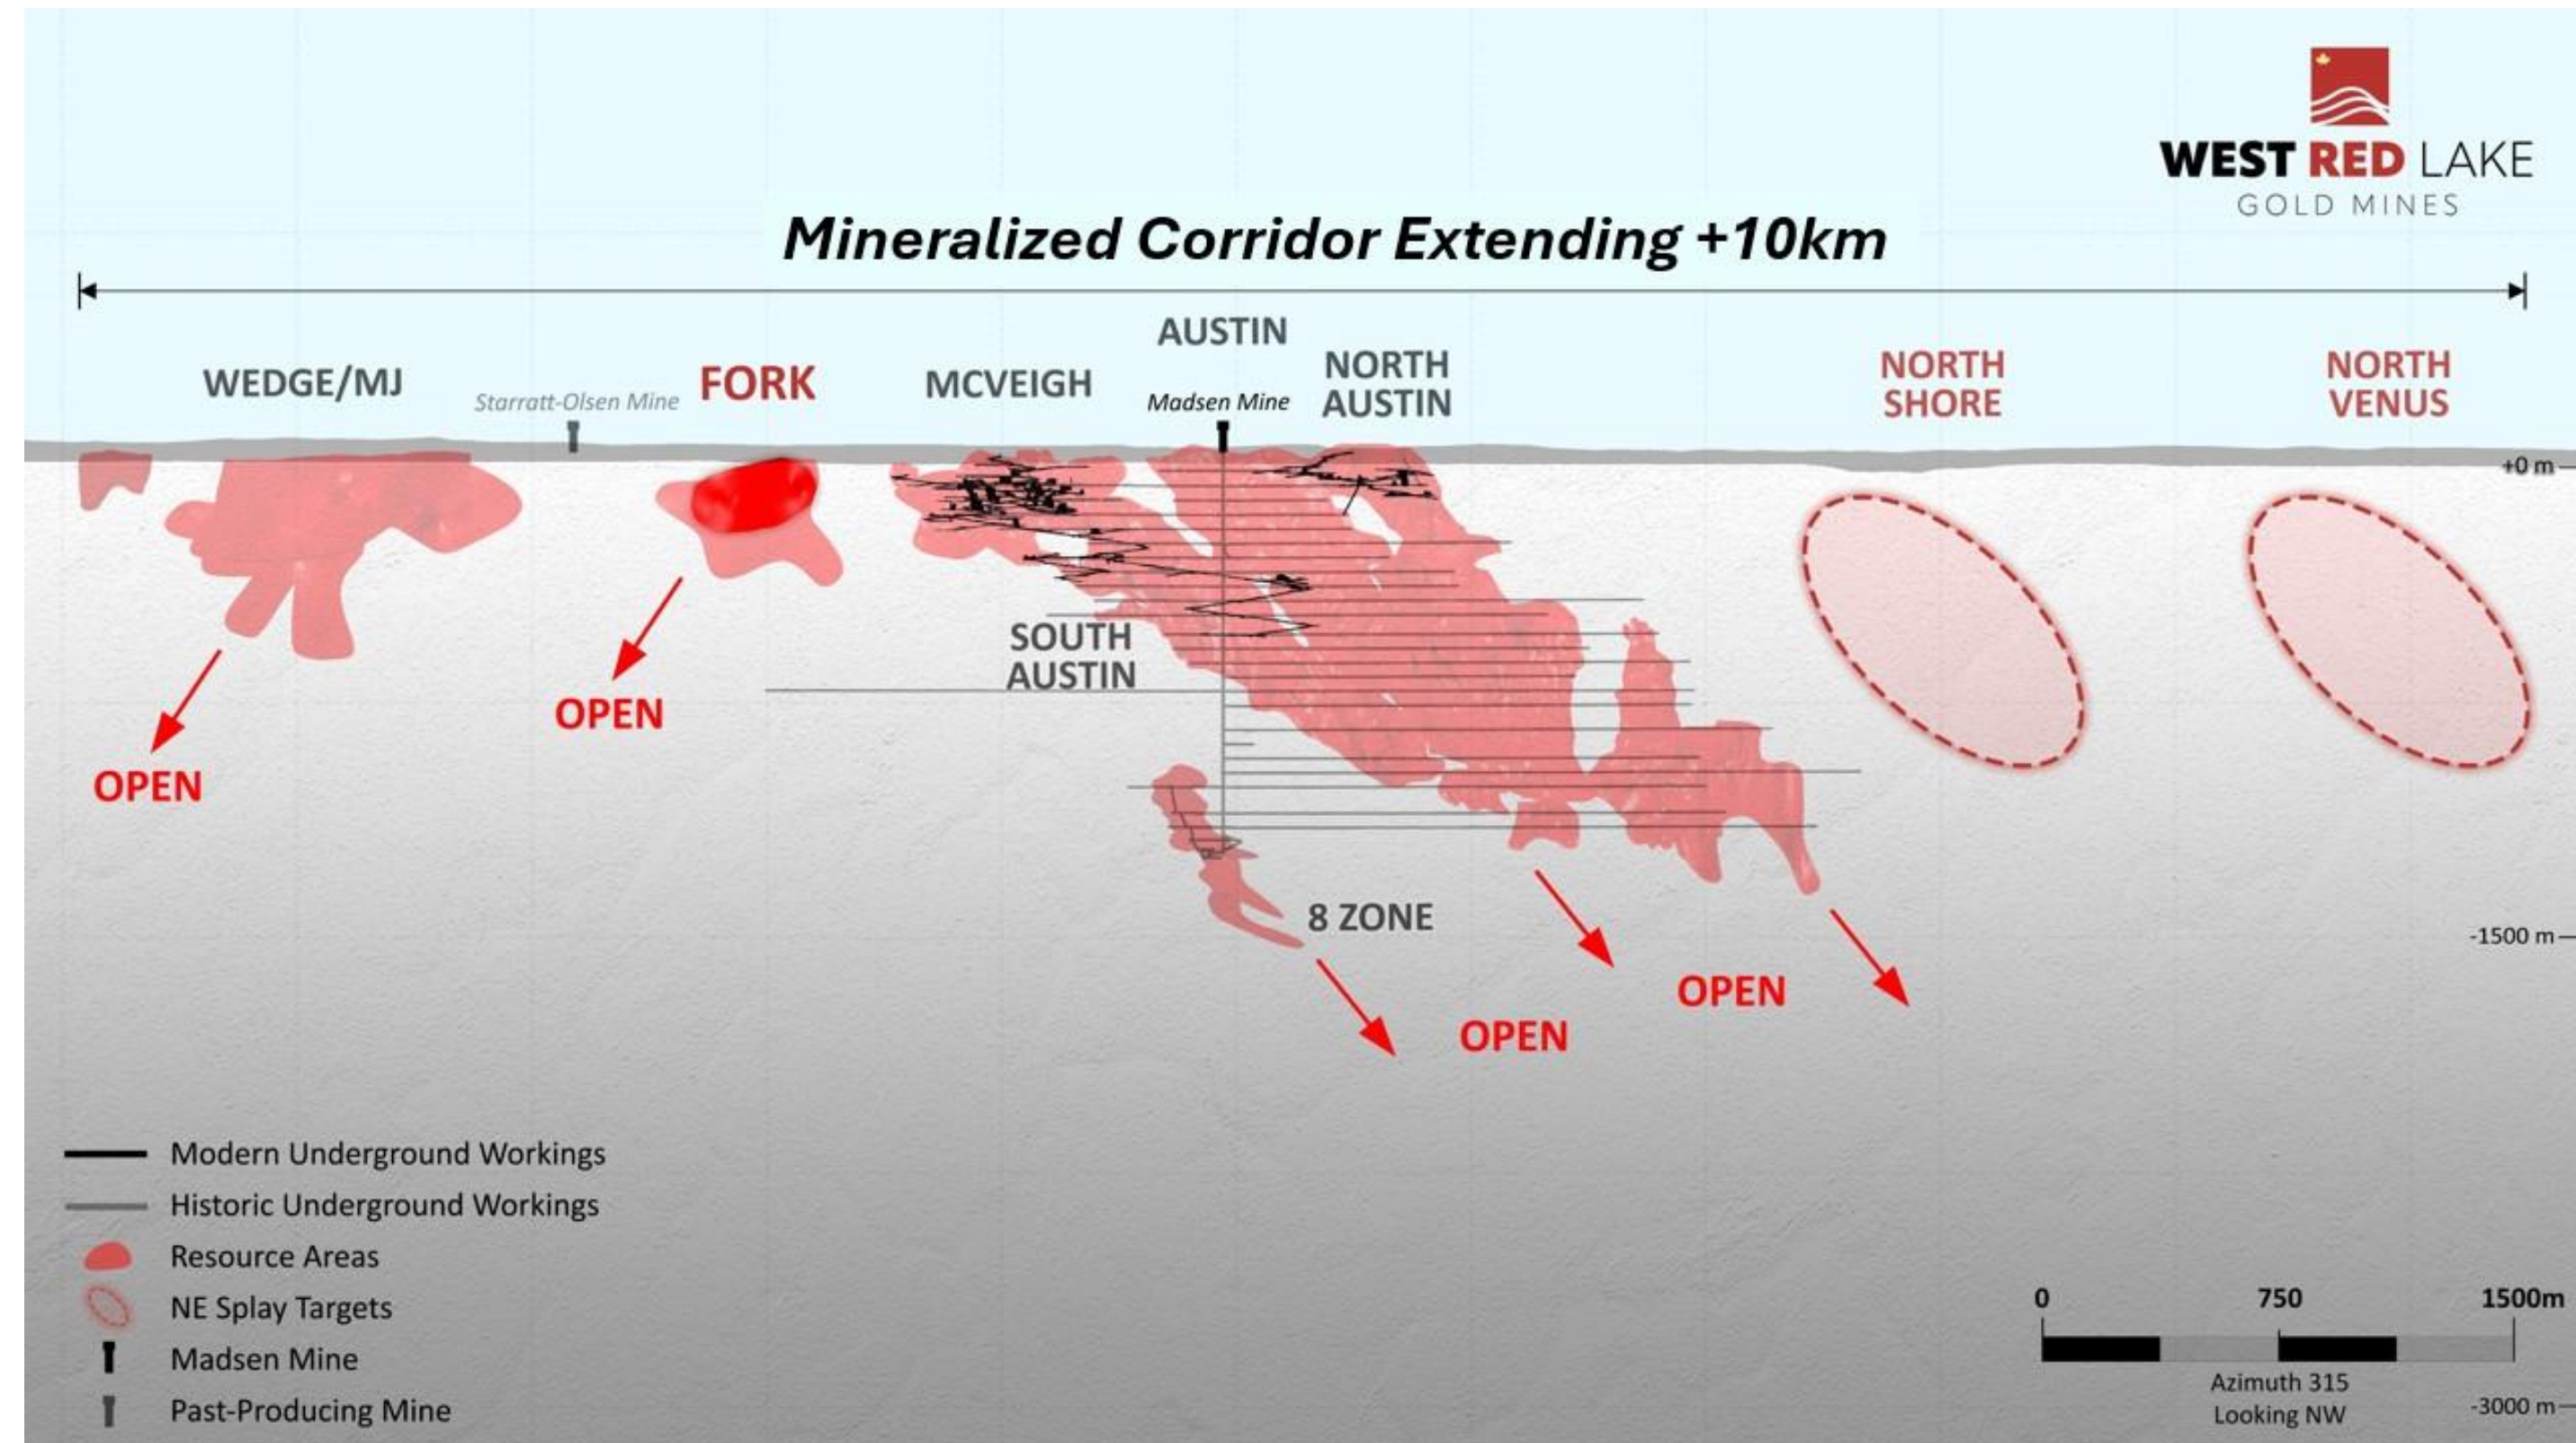 WEST RED LAKE
GOLD MINES
Mineralized Corridor Extending +10km
AUSTIN
WEDGE/MJ
Starratt-Olsen Mine
FORK
MCVEIGH
Madsen Mine
NORTH
AUSTIN
NORTH
SHORE
NORTH
VENUS
+0 m
SOUTH
AUSTIN
OPEN
OPEN
8 ZONE
-1500 m
OPEN
OPEN
Modern Underground Workings
Historic Underground Workings
Resource Areas
NE Splay Targets
Madsen Mine
Past-Producing Mine
0 750 1500m
Azimuth 315
Looking NW
-3000 m